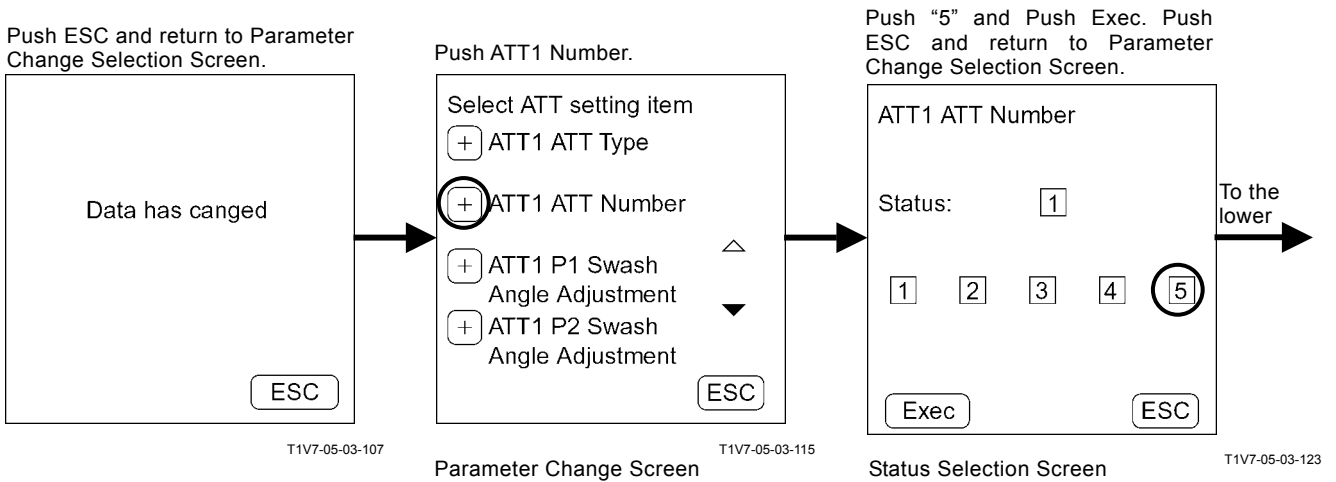 Push ESC and return to Parameter
Change Selection Screen.
Data has canged
ESC
T1V7-05-03-107
Push ATT1 Number.
Select ATT setting item
+ ATT1 ATT Type
+ ATT1 ATT Number
+ ATT1 P1 Swash
Angle Adjustment
+ ATT1 P2 Swash
Angle Adjustment
ESC
T1V7-05-03-115
Parameter Change Screen
Push “5” and Push Exec. Push
ESC and return to Parameter
Change Selection Screen.
ATT1 ATT Number
Status: 1
1 2 3 4 5
Exec ESC
T1V7-05-03-123
Status Selection Screen
To the
lower